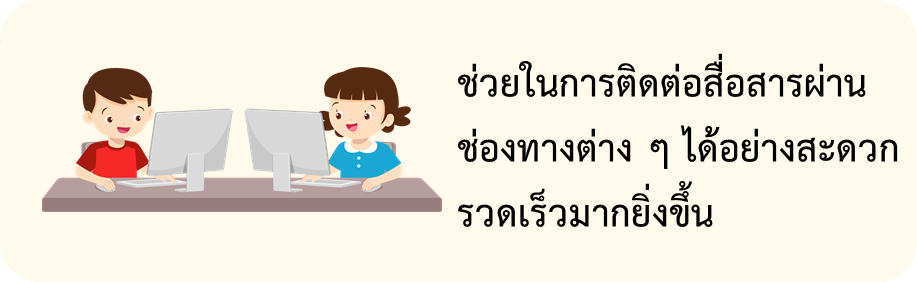 ช่วยในการติดต่อสื่อสารผ่าน
ช่องทางต่าง ๆ ได้อย่างสะดวก
รวดเร็วมากยิ่งขึ้น